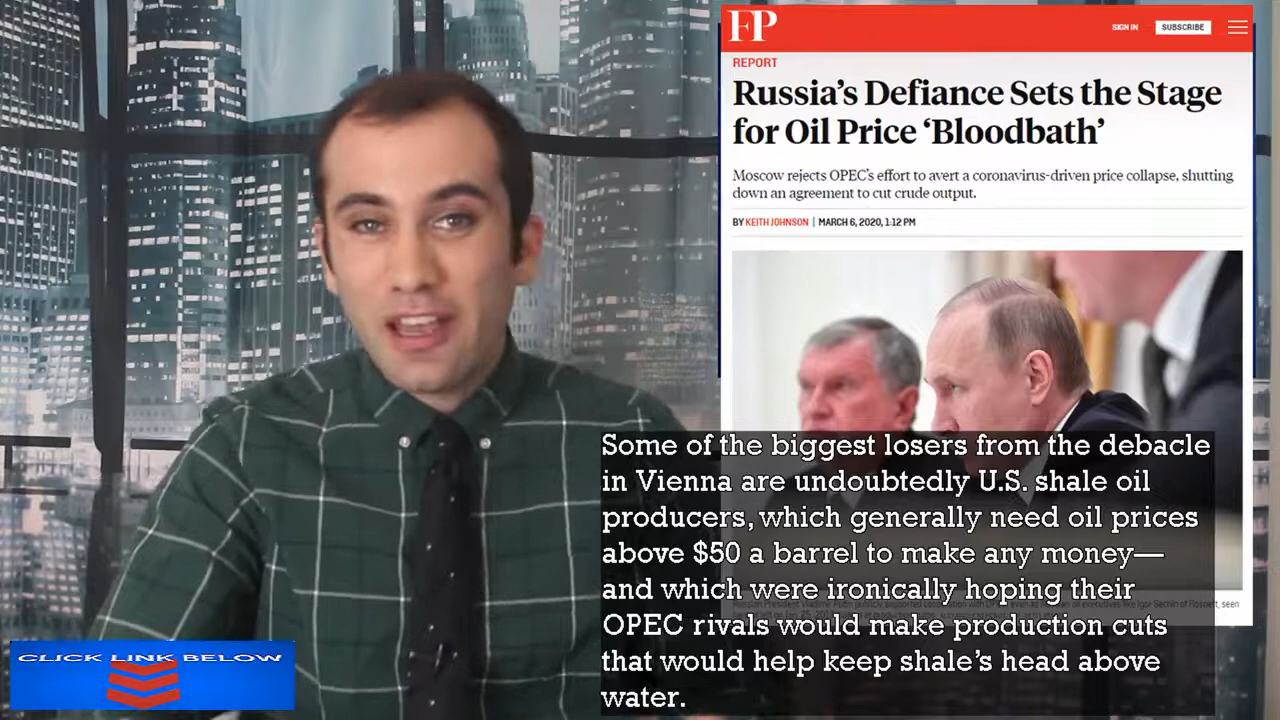 FP
SIGN IN
SUBSCRIBE
REPORT
Russia's Defiance Sets the Stage
for Oil Price ‘Bloodbath’
Moscow rejects OPEC's effort to avert a coronavirus-driven price collapse, shutting
down an agreement to cut crude output.
BY KEITH JOHNSON | MARCH 6, 2020, 1:12 PM
Some of the biggest losers from the debacle
in Vienna are undoubtedly U.S. shale oil
producers, which generally need oil prices
above $50 a barrel to make any money—
and which were ironically hoping their
OPEC rivals would make production cuts
that would help keep shale's head above
water.
CLICK LINK BELOW